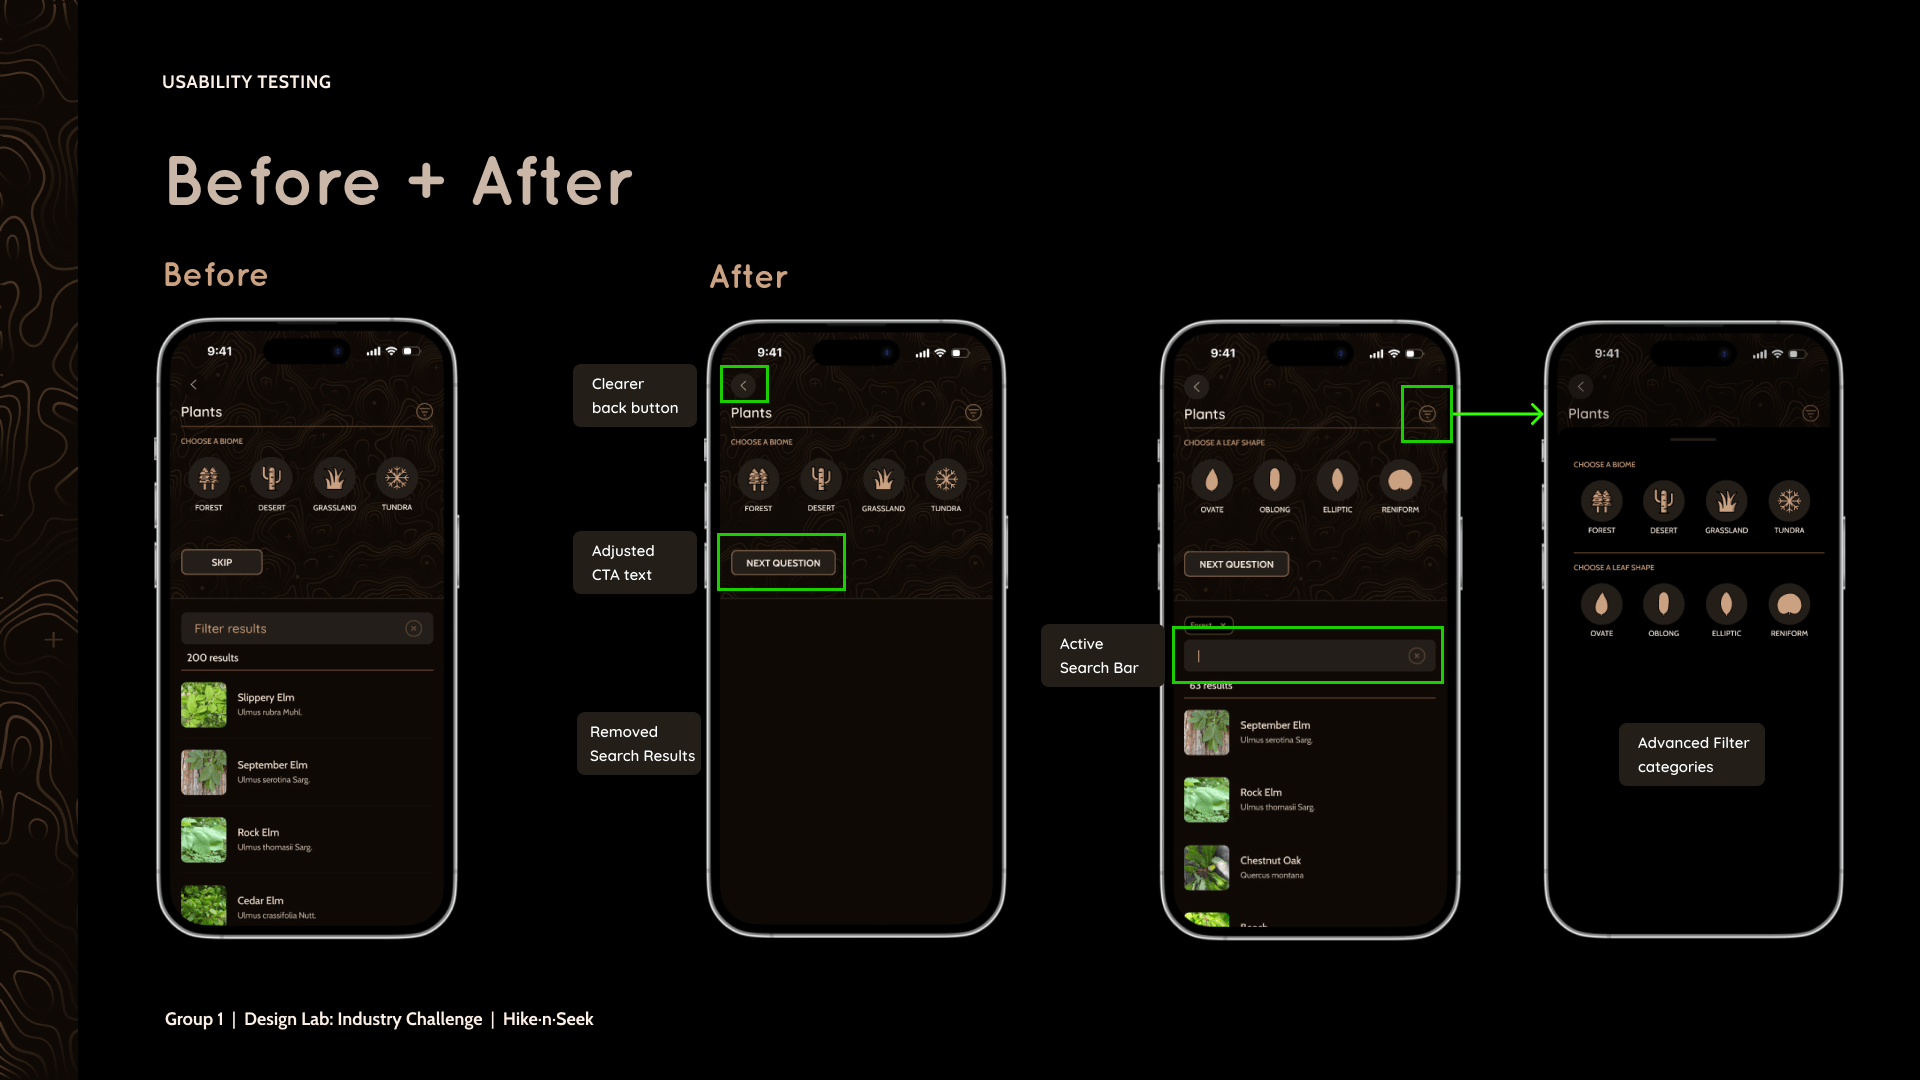 USABILITY TESTING
Before + After
Before
9:41
Plants
CHOOSE A BIOME
FOREST DESERT GRASSLAND TUNDRA
SKIP
Filter results
200 results
Slippery Elm
Ulmus rubra Muhl.
September Elm
Ulmus serotina Sarg.
Rock Elm
Ulmus thomasii Sarg.
Cedar Elm
Ulmus crassifolia Nutt.
After
Clearer
back button
Adjusted
CTA text
Removed
Search Results
9:41
Plants
CHOOSE A BIOME
FOREST DESERT GRASSLAND TUNDRA
NEXT QUESTION
Active
Search Bar
9:41
Plants
CHOOSE A LEAF SHAPE
OVATE OBLONG ELLIPTIC RENIFORM
NEXT QUESTION
Forest
63 results
September Elm
Ulmus serotina Sarg.
Rock Elm
Ulmus thomasii Sarg.
Chestnut Oak
Quercus montana
9:41
Plants
CHOOSE A BIOME
FOREST DESERT GRASSLAND TUNDRA
CHOOSE A LEAF SHAPE
OVATE OBLONG ELLIPTIC RENIFORM
Advanced Filter
categories
Group 1 | Design Lab: Industry Challenge | Hike·n·Seek